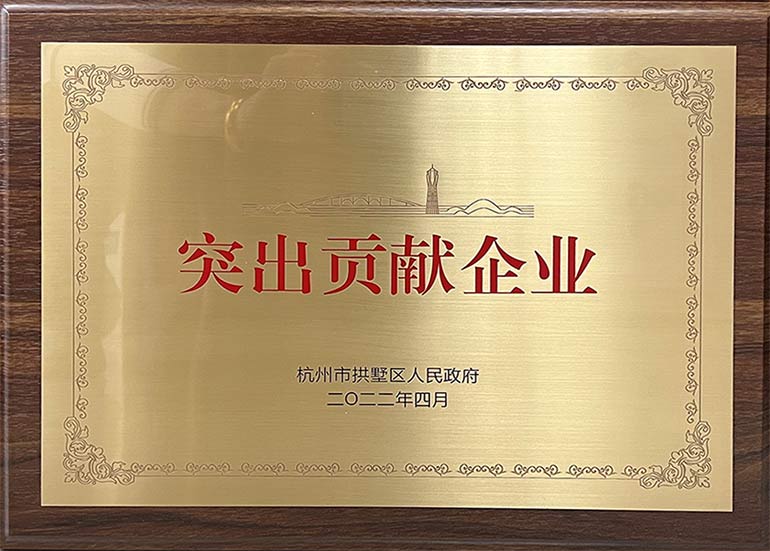 突出贡献企业
杭州市拱墅区人民政府
二〇二二年四月